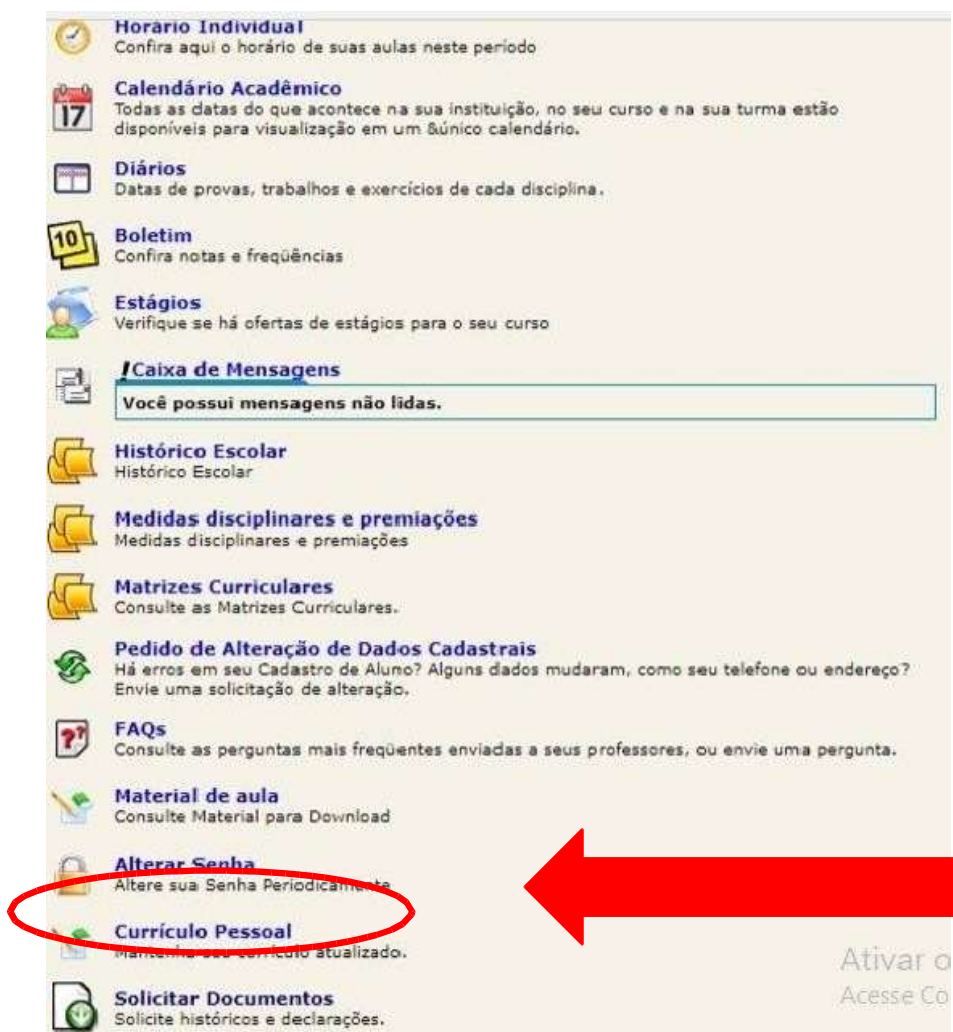 Horário Individual
Confira aqui o horário de suas aulas neste período
17
Calendário Acadêmico
Todas as datas do que acontece na sua instituição, no seu curso e na sua turma estão
disponíveis para visualização em um &único calendário.
Diários
Datas de provas, trabalhos e exercícios de cada disciplina.
10
Boletim
Confira notas e freqüências
Estágios
Verifique se há ofertas de estágios para o seu curso
!Caixa de Mensagens
Você possui mensagens não lidas.
Histórico Escolar
Histórico Escolar
Medidas disciplinares e premiações
Medidas disciplinares e premiações
Matrizes Curriculares
Consulte as Matrizes Curriculares.
Pedido de Alteração de Dados Cadastrais
Há erros em seu Cadastro de Aluno? Alguns dados mudaram, como seu telefone ou endereço?
Envie uma solicitação de alteração.
??
FAQs
Consulte as perguntas mais freqüentes enviadas a seus professores, ou envie uma pergunta.
Material de aula
Consulte Material para Download
Alterar Senha
Altere sua Senha Periodicamente
Currículo Pessoal
Mantenha seu currículo atualizado.
Ativar o
Acesse Co
Solicitar Documentos
Solicite históricos e declarações.